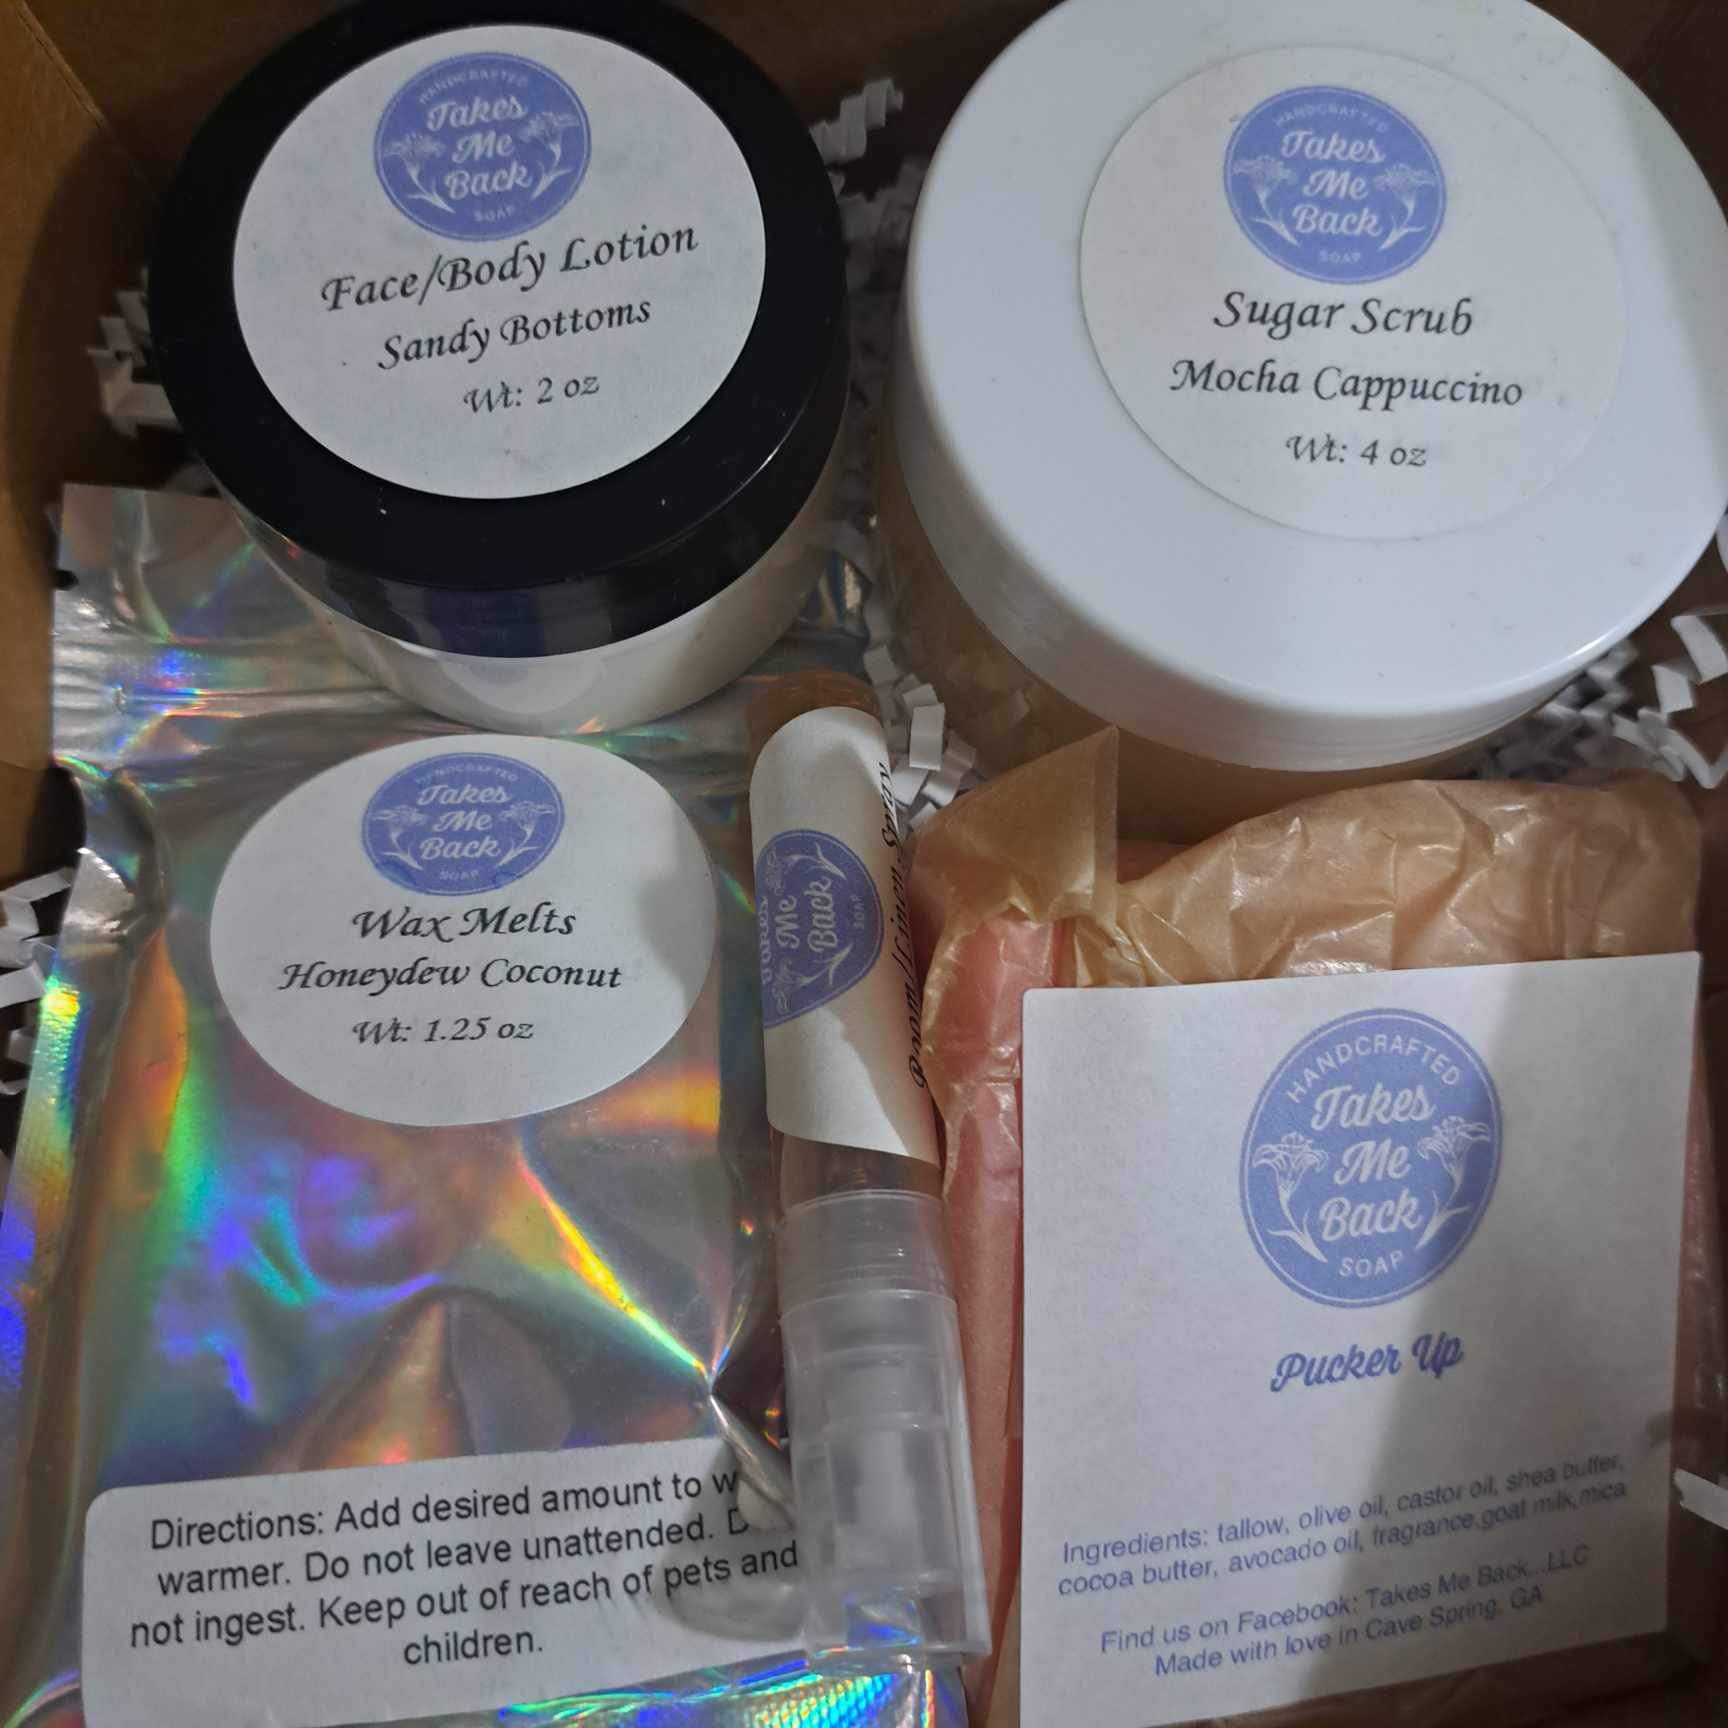 HANDCRAFTED
Takes
Me
Back
SOAP
Face/Body Lotion
Sandy Bottoms
Wt: 2 oz
HANDCRAFTED
Takes
Me
Back
SOAP
Sugar Scrub
Mocha Cappuccino
Wt: 4 oz
HANDCRAFTED
Takes
Me
Back
SOAP
Wax Melts
Honeydew Coconut
Wt: 1.25 oz
Directions: Add desired amount to
warmer. Do not leave unattended.
not ingest. Keep out of reach of pets and
children.
Takes
Me
Back
SOAP
Room/Linen Spray
HANDCRAFTED
Takes
Me
Back
SOAP
Pucker Up
Ingredients: tallow, olive oil, castor oil, shea butter,
cocoa butter, avocado oil, fragrance,goat milk,mica
Find us on Facebook: Takes Me Back,..LLC
Made with love in Cave Spring, GA